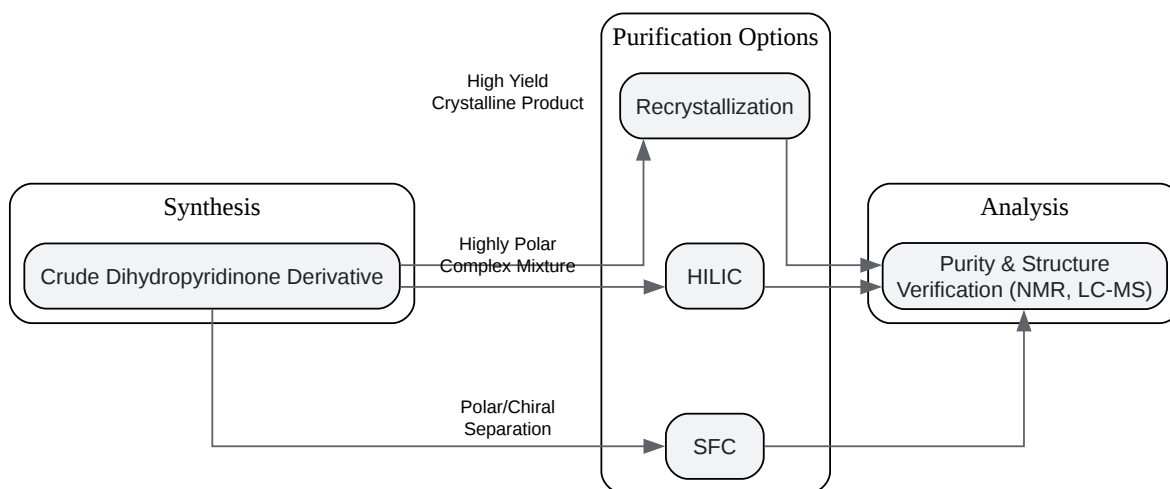 Purification Options
High Yield
Crystalline Product
Recrystallization
Synthesis
Analysis
Crude Dihydropyridinone Derivative
Highly Polar
Complex Mixture
HILIC
Purity & Structure
Verification (NMR, LC-MS)
Polar/Chiral
Separation
SFC